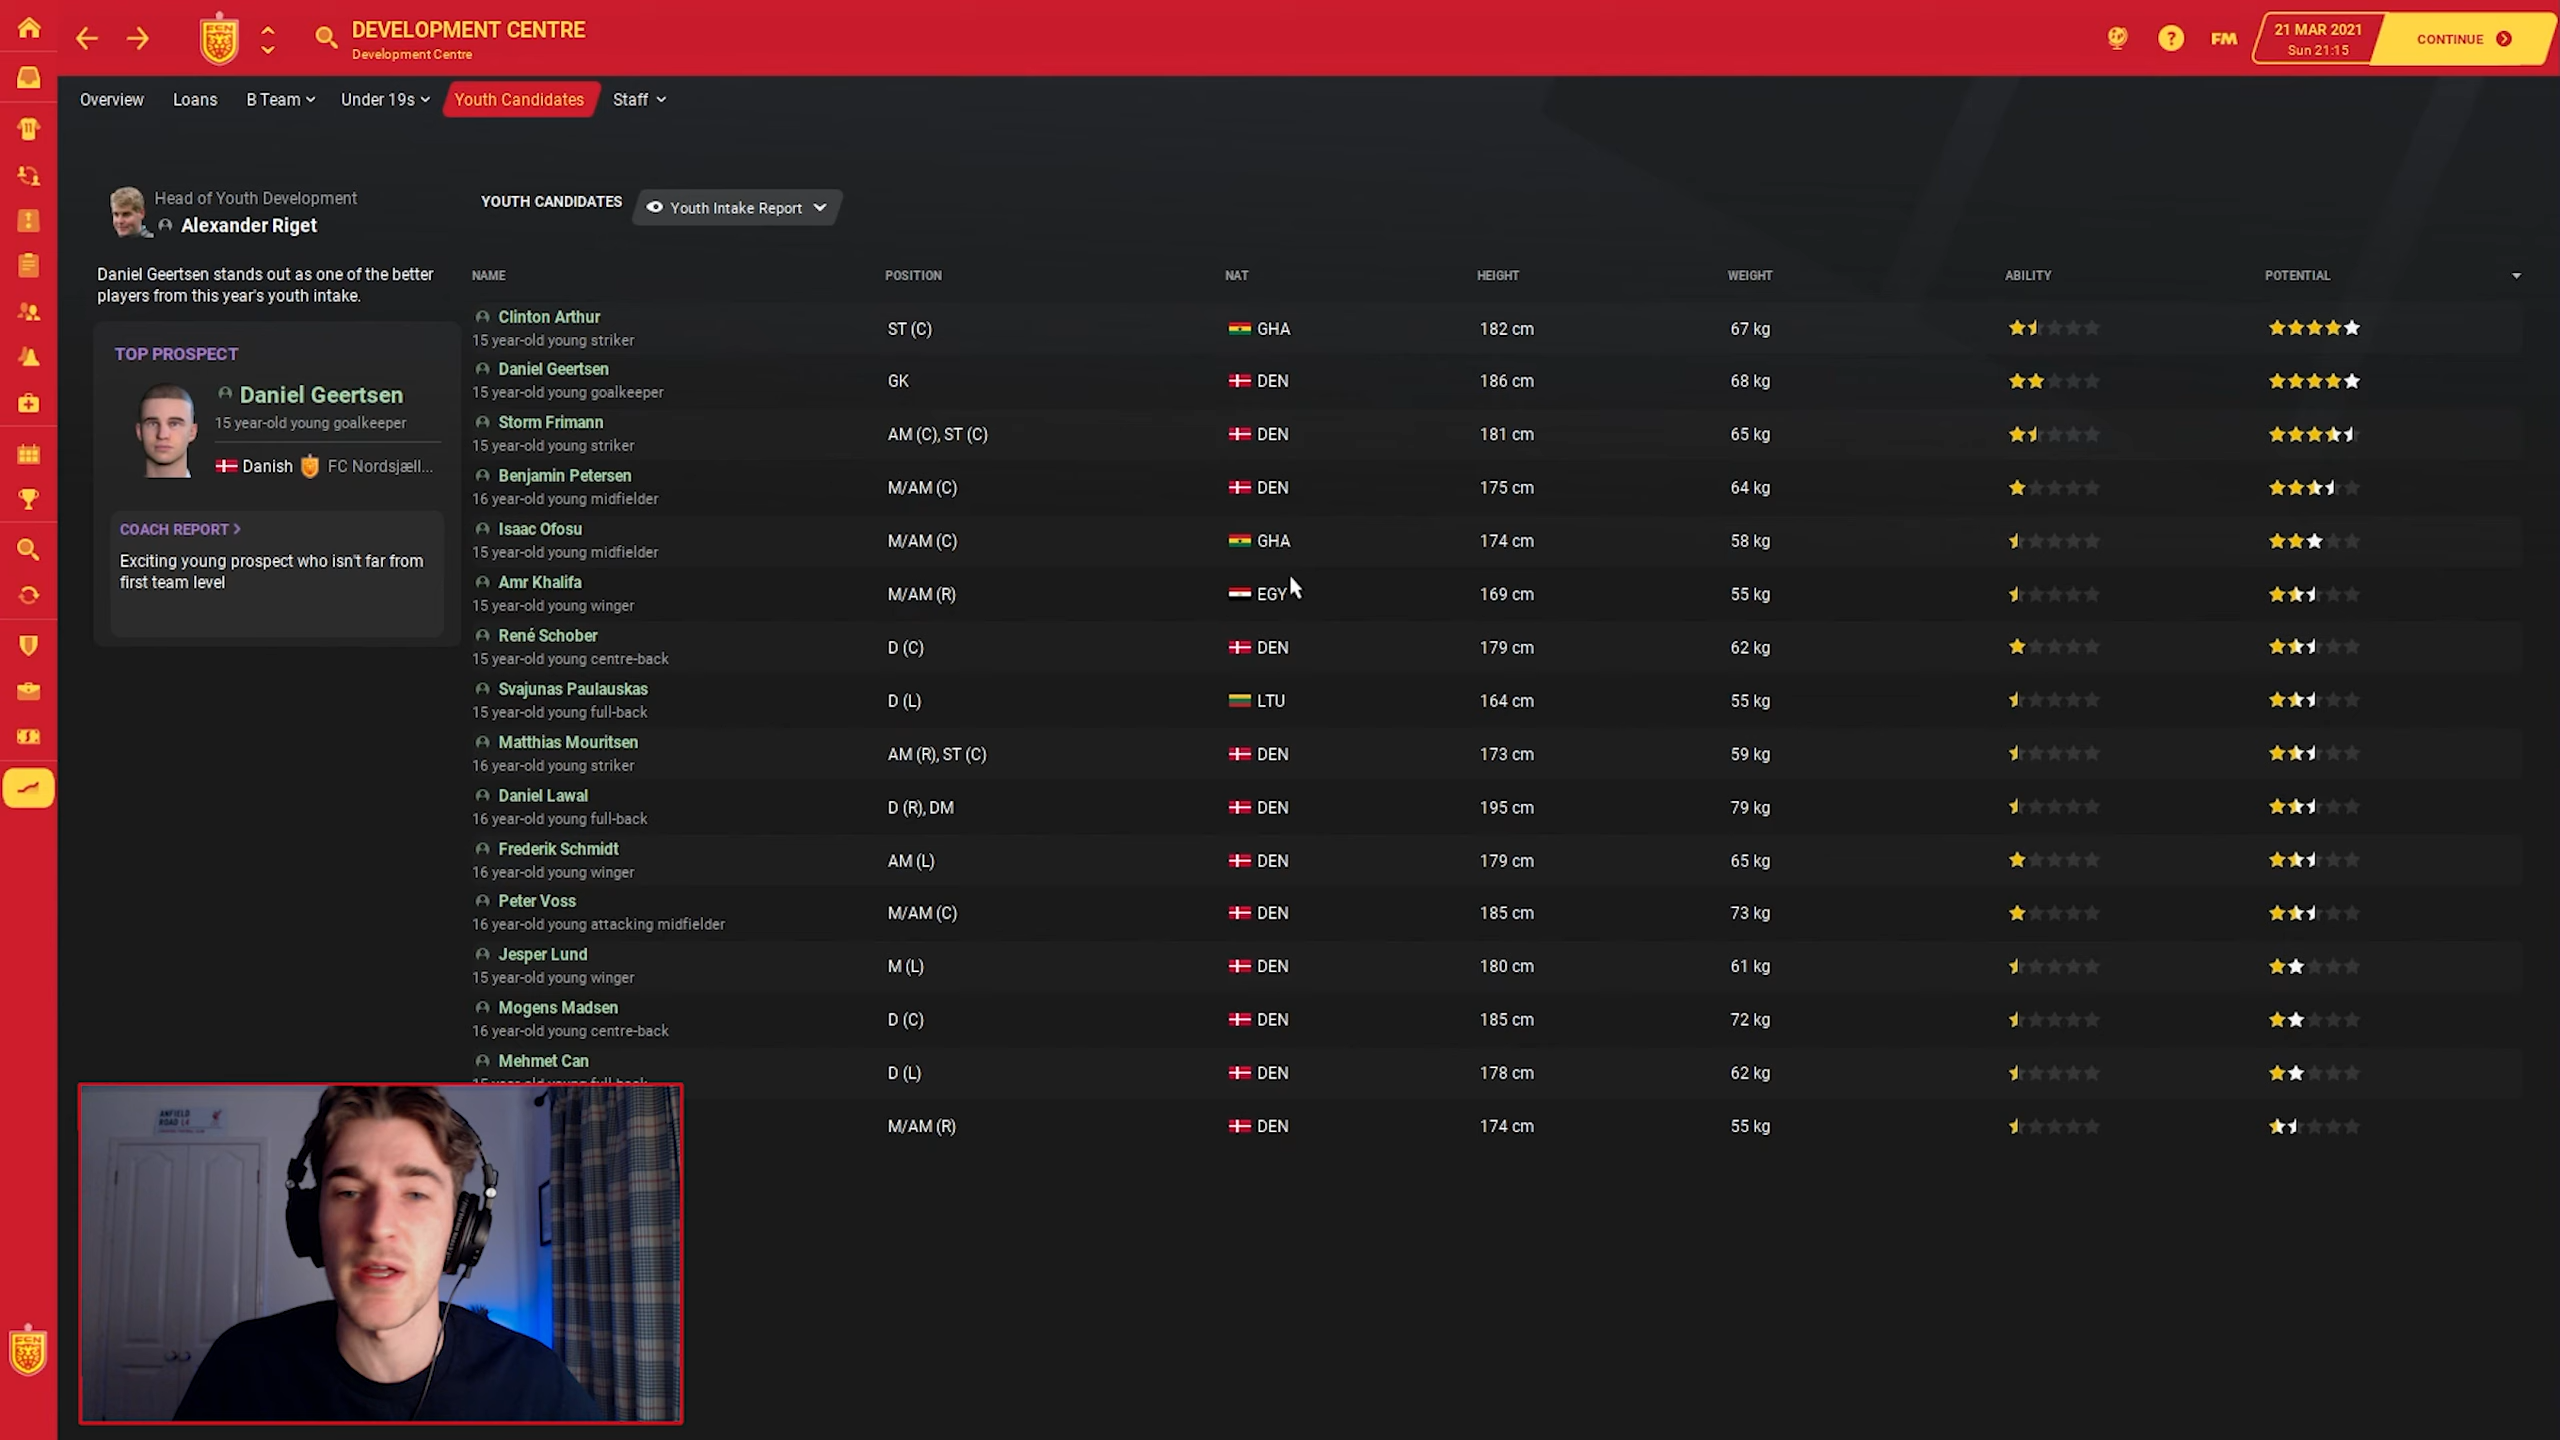 DEVELOPMENT CENTRE
Development Centre
?
FM
21 MAR 2021
Sun 21:15
CONTINUE
Overview
Loans
B Team
Under 19s
Youth Candidates
Staff
Head of Youth Development
Alexander Riget
YOUTH CANDIDATES
Youth Intake Report
Daniel Geertsen stands out as one of the better
players from this year's youth intake.
TOP PROSPECT
Daniel Geertsen
15 year-old young goalkeeper
Danish FC Nordsjæll...
COACH REPORT >
Exciting young prospect who isn't far from
first team level
NAME POSITION NAT HEIGHT WEIGHT ABILITY POTENTIAL
Clinton Arthur
15 year-old young striker
ST (C) GHA 182 cm 67 kg
Daniel Geertsen
15 year-old young goalkeeper
GK DEN 186 cm 68 kg
Storm Frimann
15 year-old young striker
AM (C), ST (C) DEN 181 cm 65 kg
Benjamin Petersen
16 year-old young midfielder
M/AM (C) DEN 175 cm 64 kg
Isaac Ofosu
15 year-old young midfielder
M/AM (C) GHA 174 cm 58 kg
Amr Khalifa
15 year-old young winger
M/AM (R) EGY 169 cm 55 kg
René Schober
15 year-old young centre-back
D (C) DEN 179 cm 62 kg
Svajunas Paulauskas
15 year-old young full-back
D (L) LTU 164 cm 55 kg
Matthias Mouritsen
16 year-old young striker
AM (R), ST (C) DEN 173 cm 59 kg
Daniel Lawal
16 year-old young full-back
D (R), DM DEN 195 cm 79 kg
Frederik Schmidt
16 year-old young winger
AM (L) DEN 179 cm 65 kg
Peter Voss
16 year-old young attacking midfielder
M/AM (C) DEN 185 cm 73 kg
Jesper Lund
15 year-old young winger
M (L) DEN 180 cm 61 kg
Mogens Madsen
16 year-old young centre-back
D (C) DEN 185 cm 72 kg
Mehmet Can
D (L) DEN 178 cm 62 kg
M/AM (R) DEN 174 cm 55 kg
ANFIELD
ROAD L4
FCN